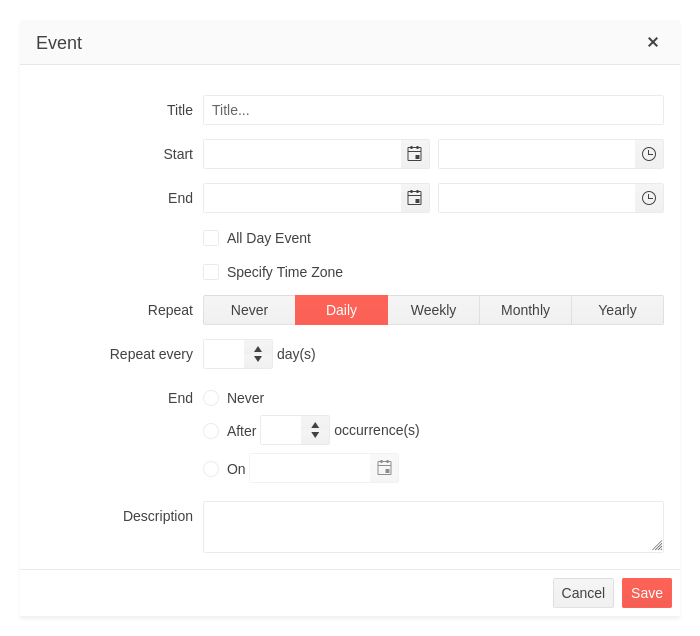 Event
Title Title...
Start
End
All Day Event
Specify Time Zone
Repeat Never Daily Weekly Monthly Yearly
Repeat every day(s)
End Never
After occurrence(s)
On
Description
Cancel Save